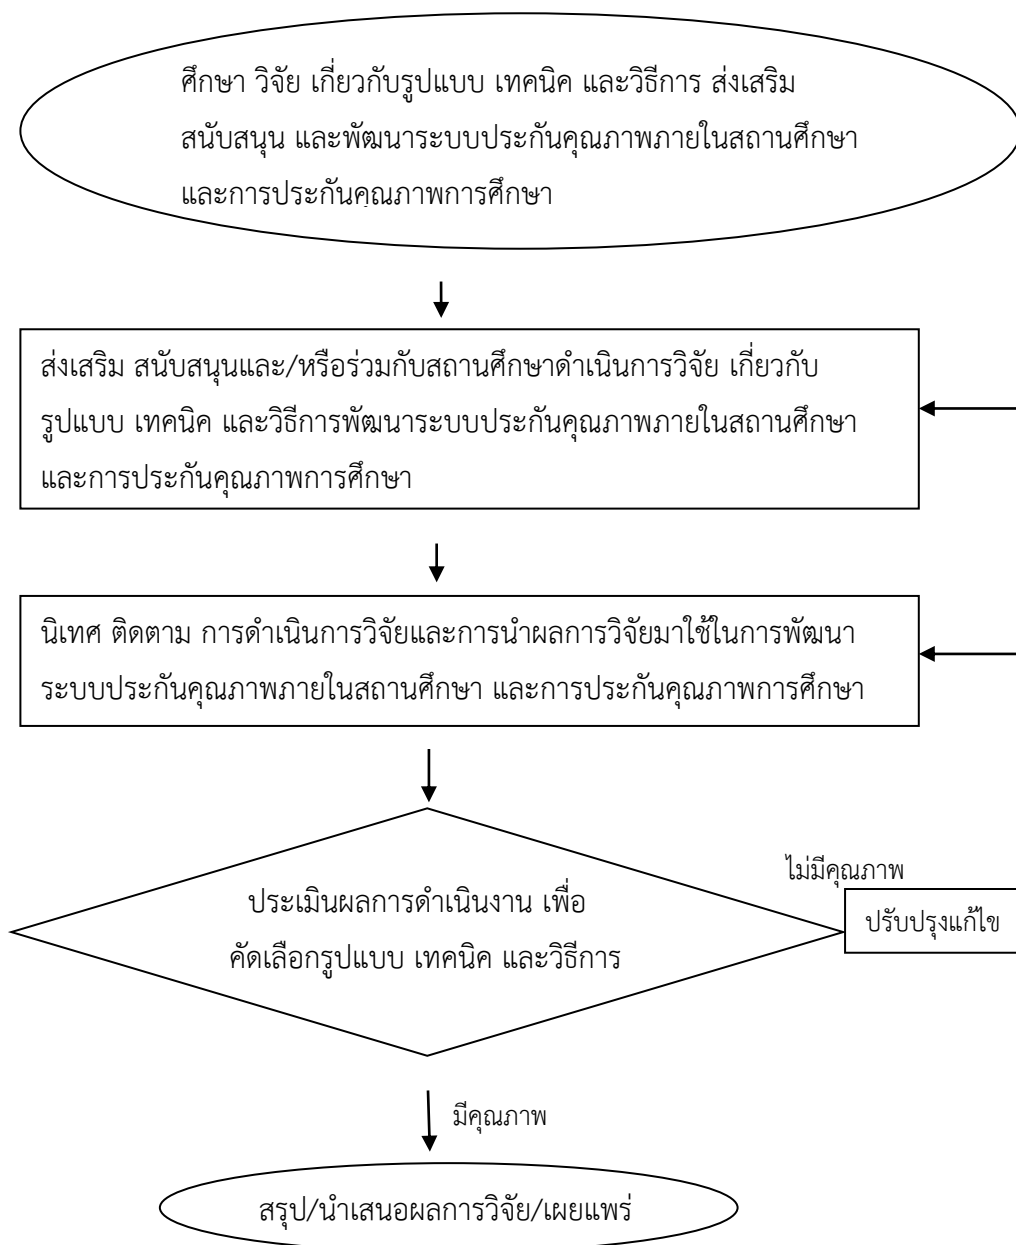 ศึกษา วิจัย เกี่ยวกับรูปแบบ เทคนิค และวิธีการ ส่งเสริม
สนับสนุน และพัฒนาระบบประกันคุณภาพภายในสถานศึกษา
และการประกันคุณภาพการศึกษา
ส่งเสริม สนับสนุนและ/หรือร่วมกับสถานศึกษาดำเนินการวิจัย เกี่ยวกับ
รูปแบบ เทคนิค และวิธีการพัฒนาระบบประกันคุณภาพภายในสถานศึกษา
และการประกันคุณภาพการศึกษา
นิเทศ ติดตาม การดำเนินการวิจัยและการนำผลการวิจัยมาใช้ในการพัฒนา
ระบบประกันคุณภาพภายในสถานศึกษา และการประกันคุณภาพการศึกษา
ประเมินผลการดำเนินงาน เพื่อ
คัดเลือกรูปแบบ เทคนิค และวิธีการ
ไม่มีคุณภาพ
ปรับปรุงแก้ไข
มีคุณภาพ
สรุป/นำเสนอผลการวิจัย/เผยแพร่